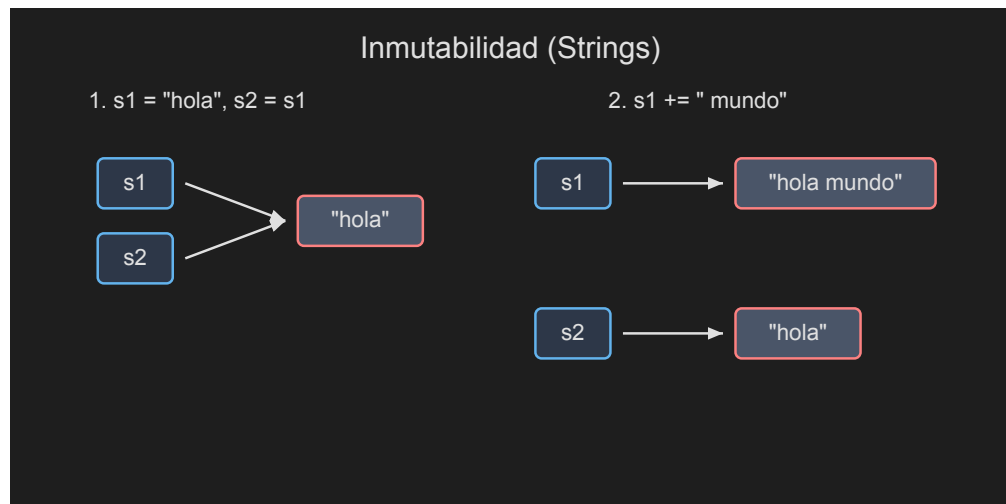 Inmutabilidad (Strings)
1. s1 = "hola", s2 = s1
s1
s2
"hola"
2. s1 += " mundo"
s1
"hola mundo"
s2
"hola"